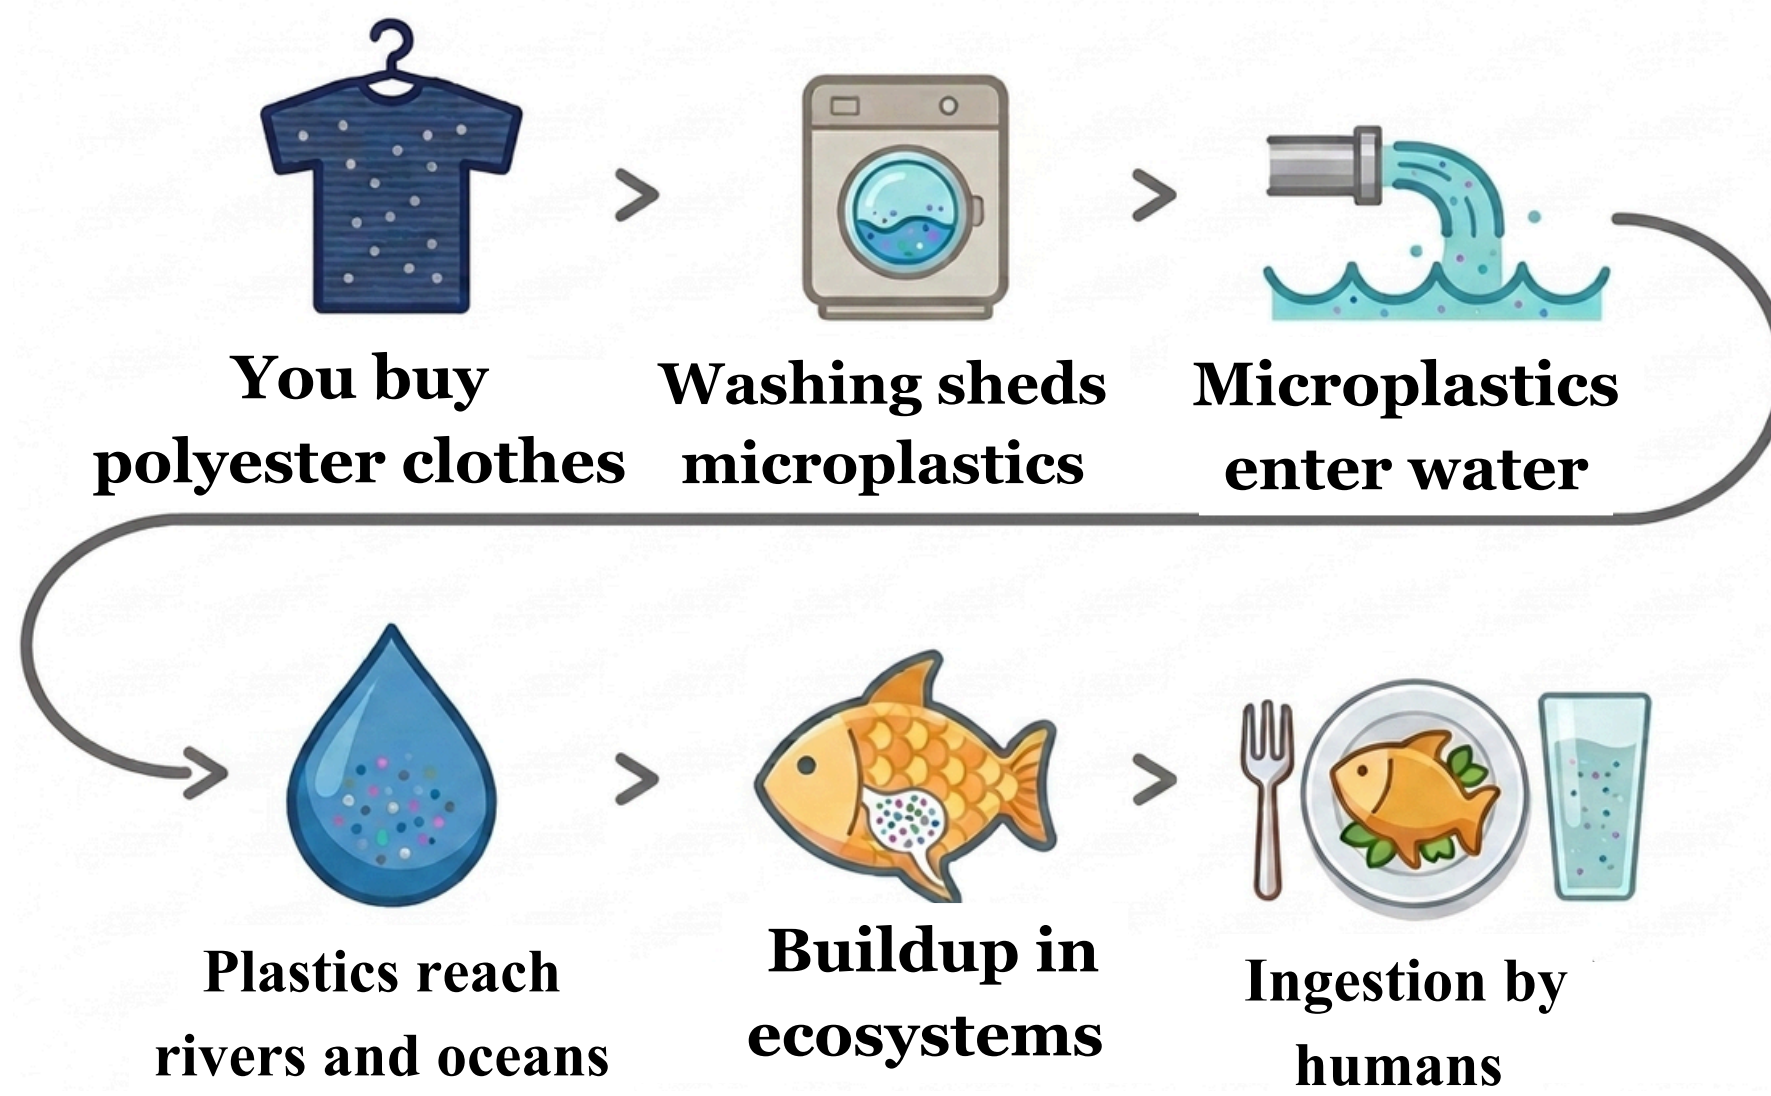 You buy
polyester clothes
Washing sheds
microplastics
Microplastics
enter water
Plastics reach
rivers and oceans
Buildup in
ecosystems
Ingestion by
humans